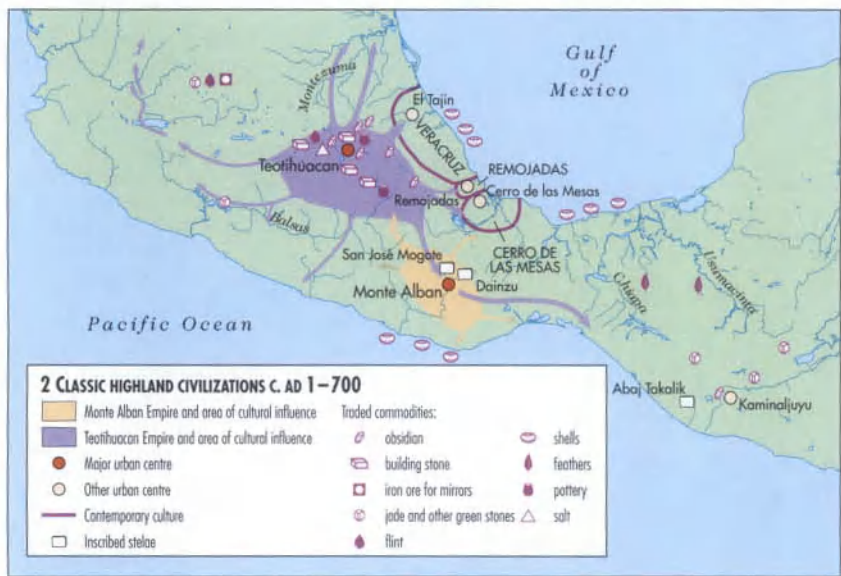 Gulf
of
Mexico
Montezuma
El Tajín
VERACRUZ
Teotihuacan
REMOJADAS
Cerro de las Mesas
Remojadas
Balsas
San José Mogate
CERRO DE
LAS MESAS
Dainzu
Monte Alban
Chiapa
Usumacinta
Pacific Ocean
Abaj Takalik
Kaminaljuyu
2 CLASSIC HIGHLAND CIVILIZATIONS C. AD 1–700
Monte Alban Empire and area of cultural influence
Teotihuacan Empire and area of cultural influence
Major urban centre
Other urban centre
Contemporary culture
Inscribed stelae
Traded commodities:
obsidian
building stone
iron ore for mirrors
jade and other green stones
flint
shells
feathers
pottery
salt